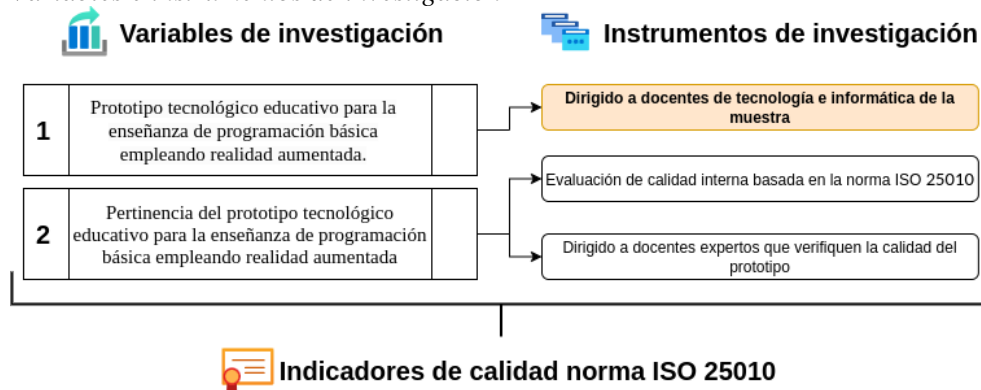 Variables de investigación
Instrumentos de investigación
1
Prototipo tecnológico educativo para la
enseñanza de programación básica
empleando realidad aumentada.
Dirigido a docentes de tecnología e informática de la
muestra
2
Pertinencia del prototipo tecnológico
educativo para la enseñanza de programación
básica empleando realidad aumentada
Evaluación de calidad interna basada en la norma ISO 25010
Dirigido a docentes expertos que verifiquen la calidad del
prototipo
Indicadores de calidad norma ISO 25010